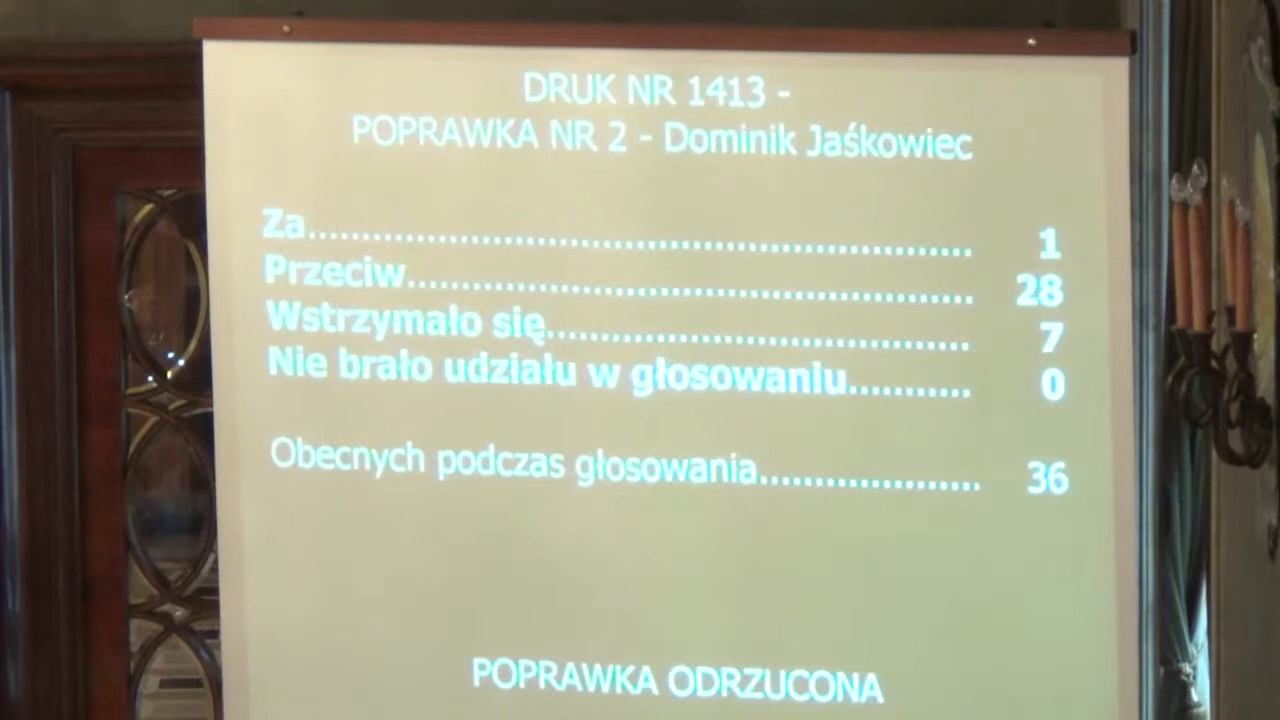 DRUK NR 1413 -
POPRAWKA NR 2 - Dominik Jaśkowiec
Za.................................................................. 1
Przeciw......................................................... 28
Wstrzymało się.......................................... 7
Nie brało udziału w głosowaniu........... 0
Obecnych podczas głosowania..................... 36
POPRAWKA ODRZUCONA